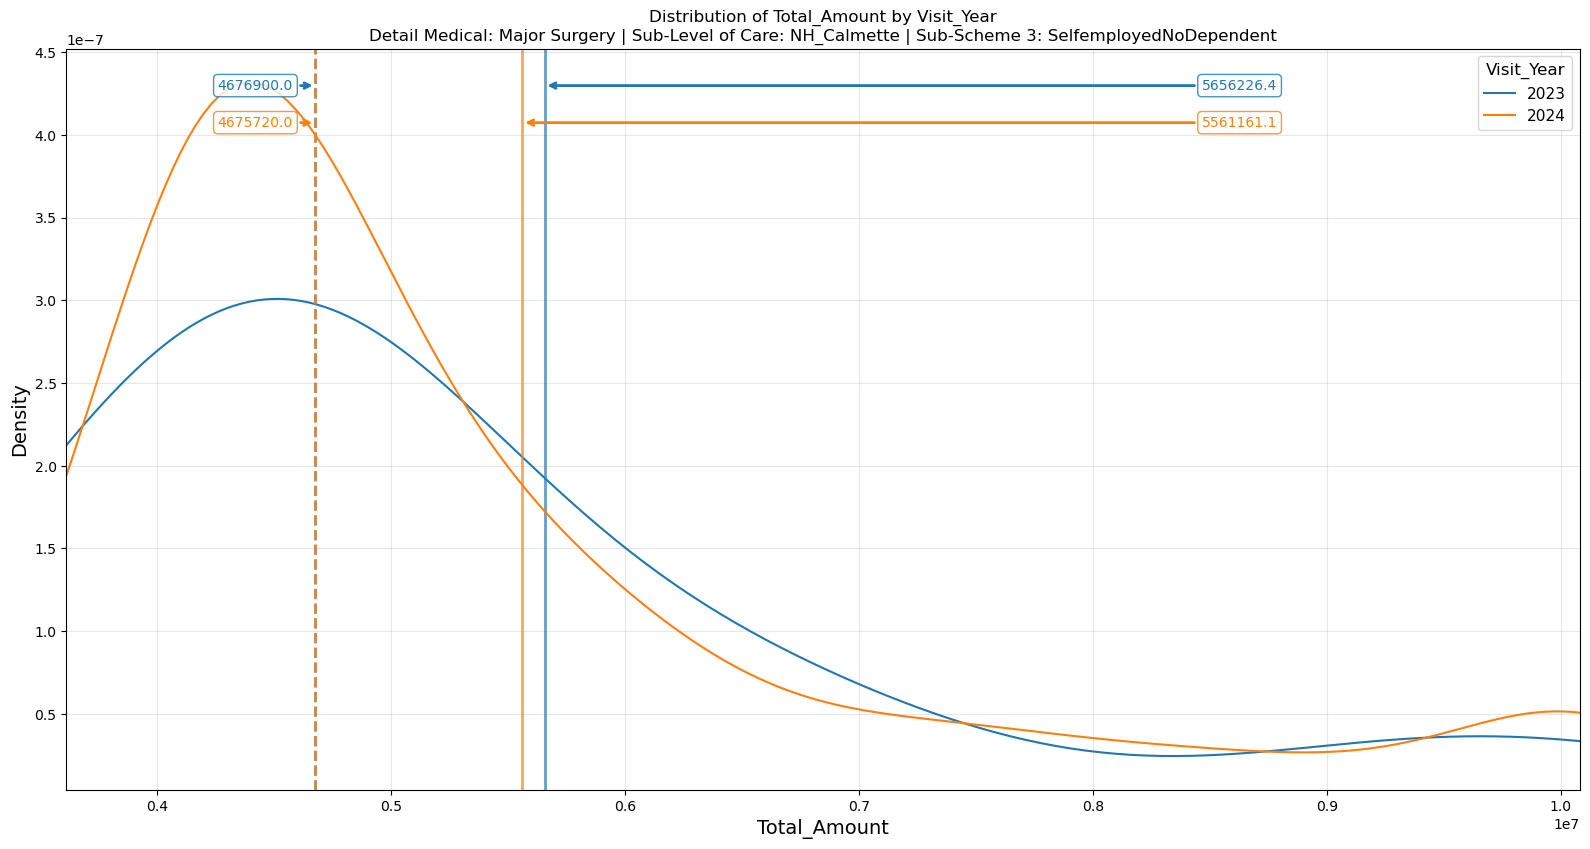 Distribution of Total_Amount by Visit_Year
Detail Medical: Major Surgery | Sub-Level of Care: NH_Calmette | Sub-Scheme 3: SelfemployedNoDependent
1e−7
4.5
4.0
3.5
3.0
2.5
2.0
1.5
1.0
0.5
Density
4676900.0
5656226.4
4675720.0
5561161.1
Visit_Year
2023
2024
0.4 0.5 0.6 0.7 0.8 0.9 1.0
1e7
Total_Amount